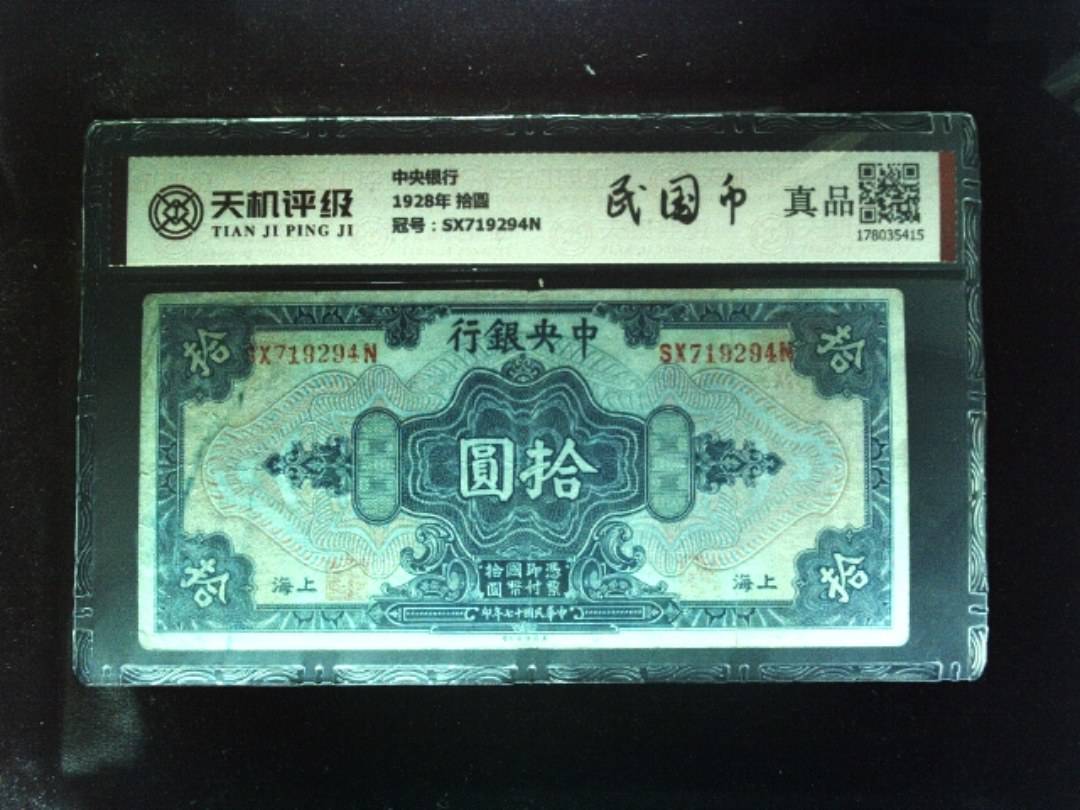 天机评级
TIAN JI PING JI
中央银行
1928年 拾圆
冠号：SX719294N
民国币
真品
178035415
行銀央中
拾
拾
SX719294N
SX719294N
圓拾
憑票即付國幣拾圓
海上
海上
拾
拾
印年七十國民華中